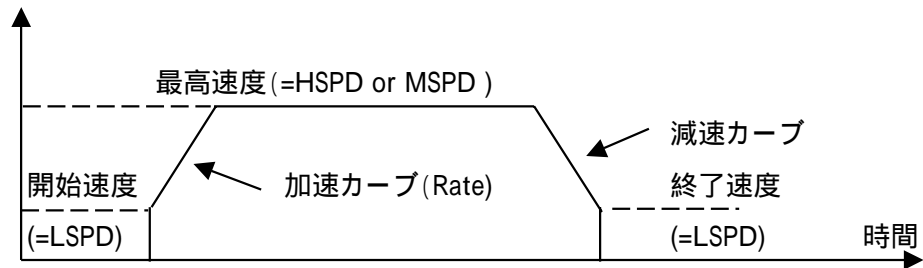 最高速度(=HSPD or MSPD )
減速カーブ
開始速度
加速カーブ(Rate)
終了速度
(=LSPD)
(=LSPD)
時間